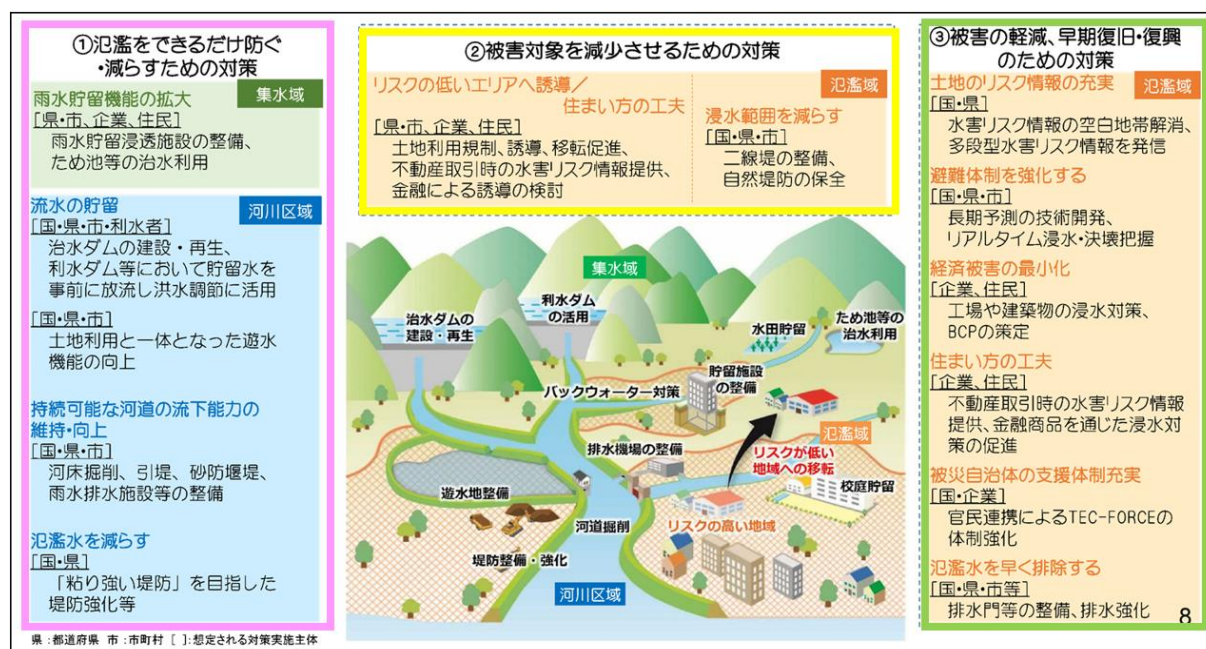 ①氾濫をできるだけ防ぐ
・減らすための対策
集水域
雨水貯留機能の拡大
[県・市、企業、住民]
雨水貯留浸透施設の整備、
ため池等の治水利用
河川区域
流水の貯留
[国・県・市・利水者]
治水ダムの建設・再生、
利水ダム等において貯留水を
事前に放流し洪水調節に活用
[国・県・市]
土地利用と一体となった遊水
機能の向上
持続可能な河道の流下能力の
維持・向上
[国・県・市]
河床掘削、引堤、砂防堰堤、
雨水排水施設等の整備
氾濫水を減らす
[国・県]
「粘り強い堤防」を目指した
堤防強化等
県:都道府県 市:市町村 [ ]:想定される対策実施主体
②被害対象を減少させるための対策
氾濫域
リスクの低いエリアへ誘導/
住まい方の工夫
[県・市、企業、住民]
土地利用規制、誘導、移転促進、
不動産取引時の水害リスク情報提供、
金融による誘導の検討
浸水範囲を減らす
[国・県・市]
二線堤の整備、
自然堤防の保全
集水域
治水ダムの
建設・再生
利水ダム
の活用
水田貯留
ため池等の
治水利用
バックウォーター対策
貯留施設
の整備
氾濫域
排水機場の整備
リスクが低い
地域への移転
遊水地整備
校庭貯留
河道掘削
リスクの高い地域
堤防整備・強化
河川区域
③被害の軽減、早期復旧・復興
のための対策
氾濫域
土地のリスク情報の充実
[国・県]
水害リスク情報の空白地帯解消、
多段型水害リスク情報を発信
避難体制を強化する
[国・県・市]
長期予測の技術開発、
リアルタイム浸水・決壊把握
経済被害の最小化
[企業、住民]
工場や建築物の浸水対策、
BCPの策定
住まい方の工夫
[企業、住民]
不動産取引時の水害リスク情報
提供、金融商品を通じた浸水対
策の促進
被災自治体の支援体制充実
[国・企業]
官民連携によるTEC-FORCEの
体制強化
氾濫水を早く排除する
[国・県・市等]
排水門等の整備、排水強化
8